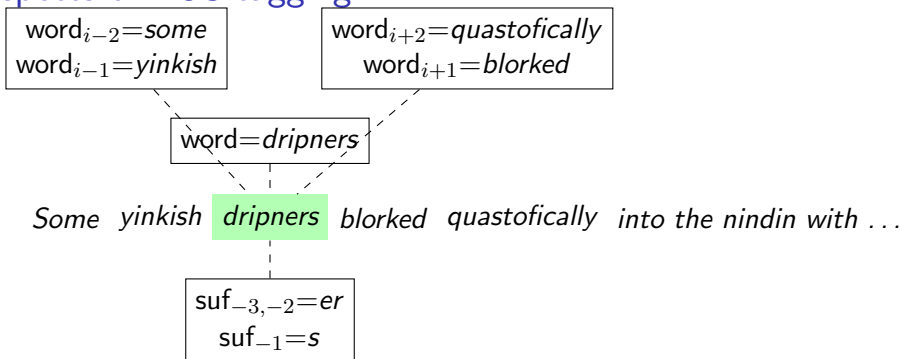 word_{i−2}=some
word_{i−1}=yinkish
word_{i+2}=quastofically
word_{i+1}=blorked
word=dripners
Some yinkish dripners blorked quastofically into the nindin with ...
suf_{−3,−2}=er
suf_{−1}=s